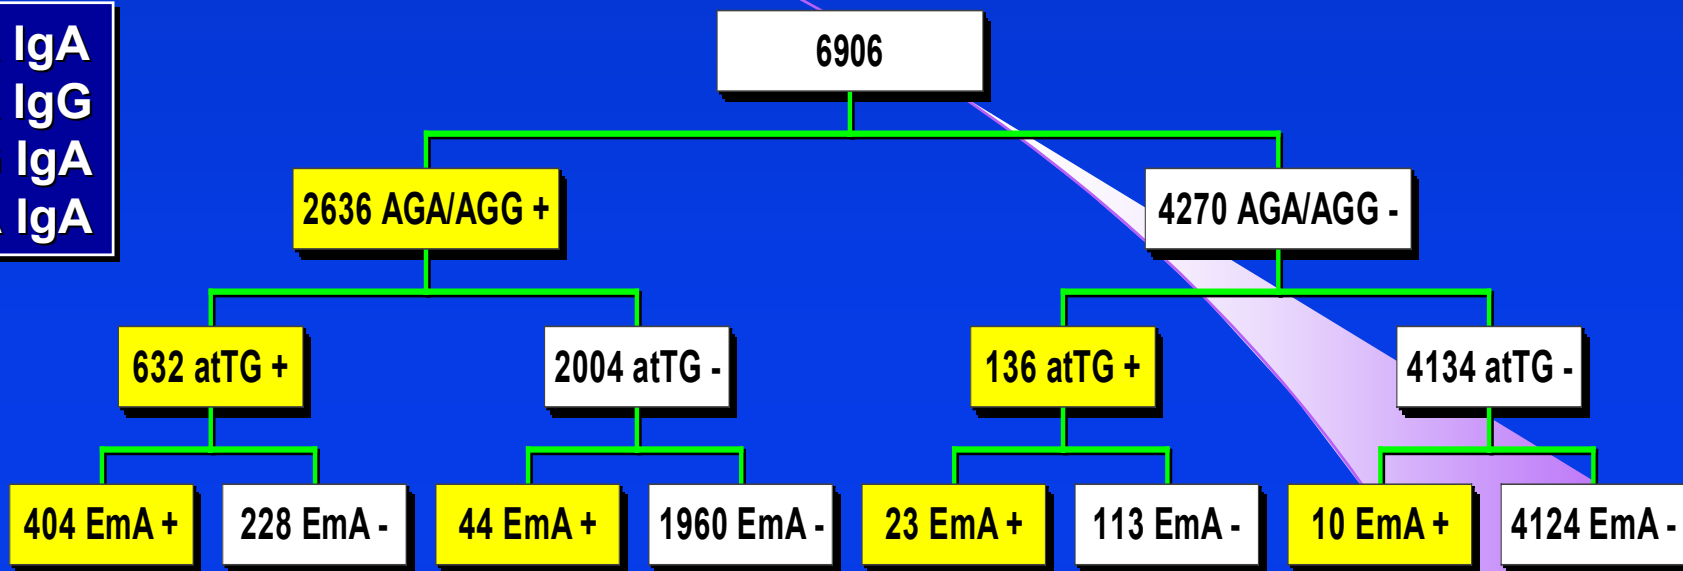 IgA
IgG
IgA
IgA
6906
2636 AGA/AGG +
4270 AGA/AGG -
632 atTG +
2004 atTG -
136 atTG +
4134 atTG -
404 EmA +
228 EmA -
44 EmA +
1960 EmA -
23 EmA +
113 EmA -
10 EmA +
4124 EmA -